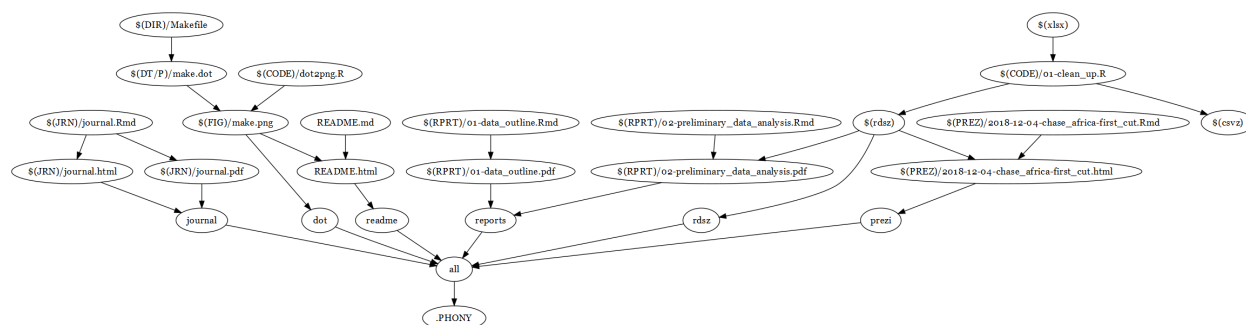 $(DIR)/Makefile
$(xlsx)
$(DT/P)/make.dot
$(CODE)/dot2png.R
$(CODE)/01-clean_up.R
$(JRN)/journal.Rmd
$(FIG)/make.png
README.md
$(RPRT)/01-data_outline.Rmd
$(RPRT)/02-preliminary_data_analysis.Rmd
$(rdsz)
$(PREZ)/2018-12-04-chase_africa-first_cut.Rmd
$(csvz)
$(JRN)/journal.html
$(JRN)/journal.pdf
README.html
$(RPRT)/01-data_outline.pdf
$(RPRT)/02-preliminary_data_analysis.pdf
$(PREZ)/2018-12-04-chase_africa-first_cut.html
journal
dot
readme
reports
rdsz
prezi
all
.PHONY